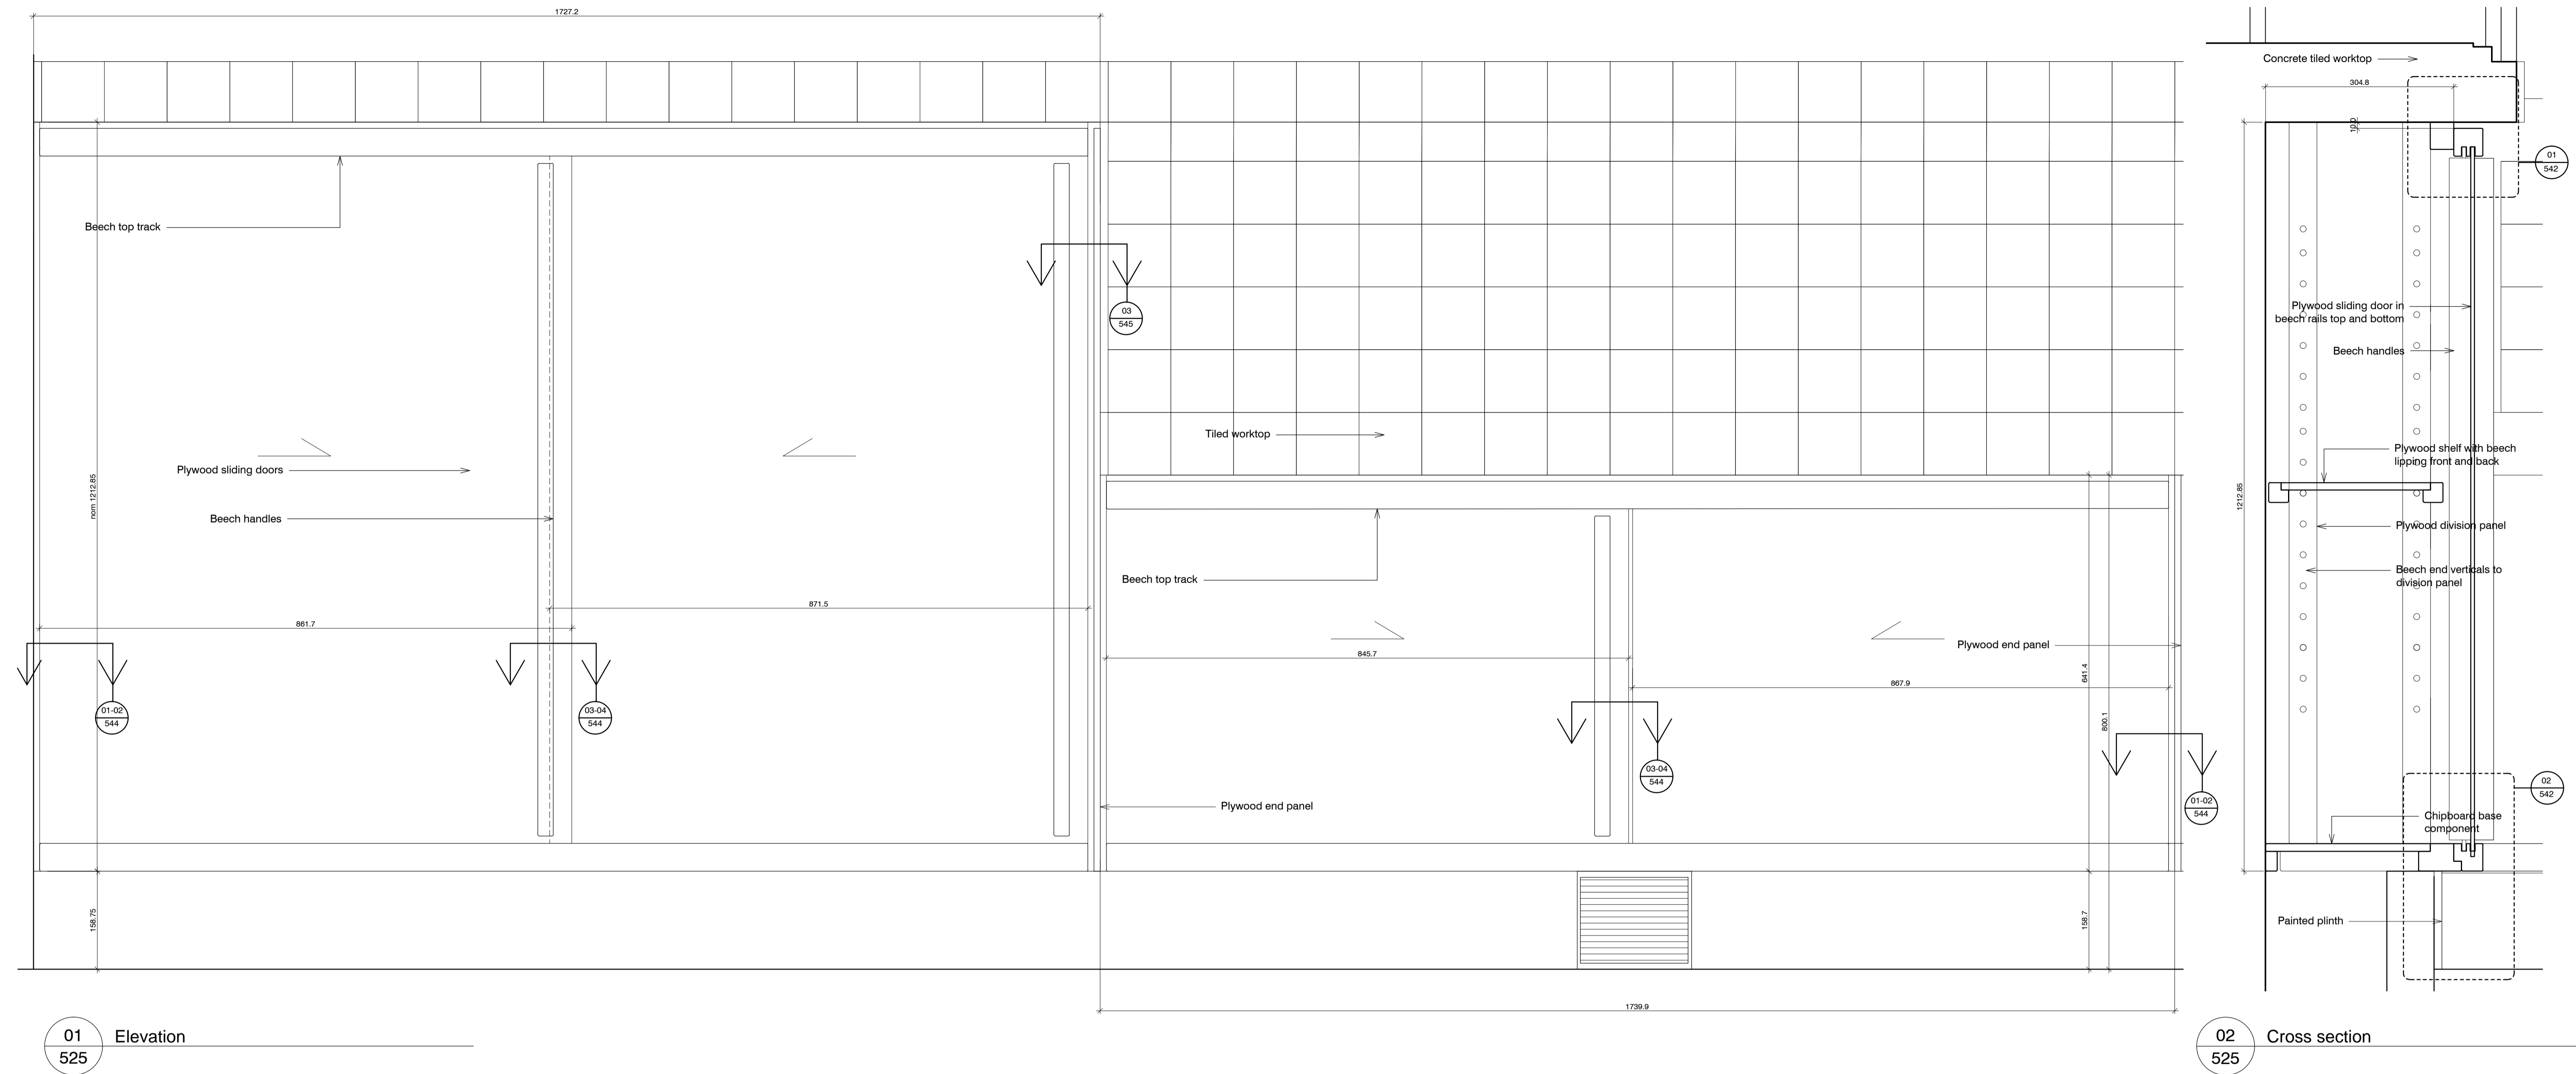 1727.2
Beech top track
nom 1212.85
Plywood sliding doors
Beech handles
861.7
871.5
01-02
544
03-04
544
03
545
Tiled worktop
Beech top track
845.7
867.9
Plywood end panel
641.4
800.1
03-04
544
01-02
544
Plywood end panel
158.75
158.7
1739.9
01
525
Elevation
Concrete tiled worktop
304.8
10.0
01
542
Plywood sliding door in
beech rails top and bottom
Beech handles
Plywood shelf with beech
lipping front and back
1212.85
Plywood division panel
Beech end verticals to
division panel
02
542
Chipboard base
component
Painted plinth
02
525
Cross section